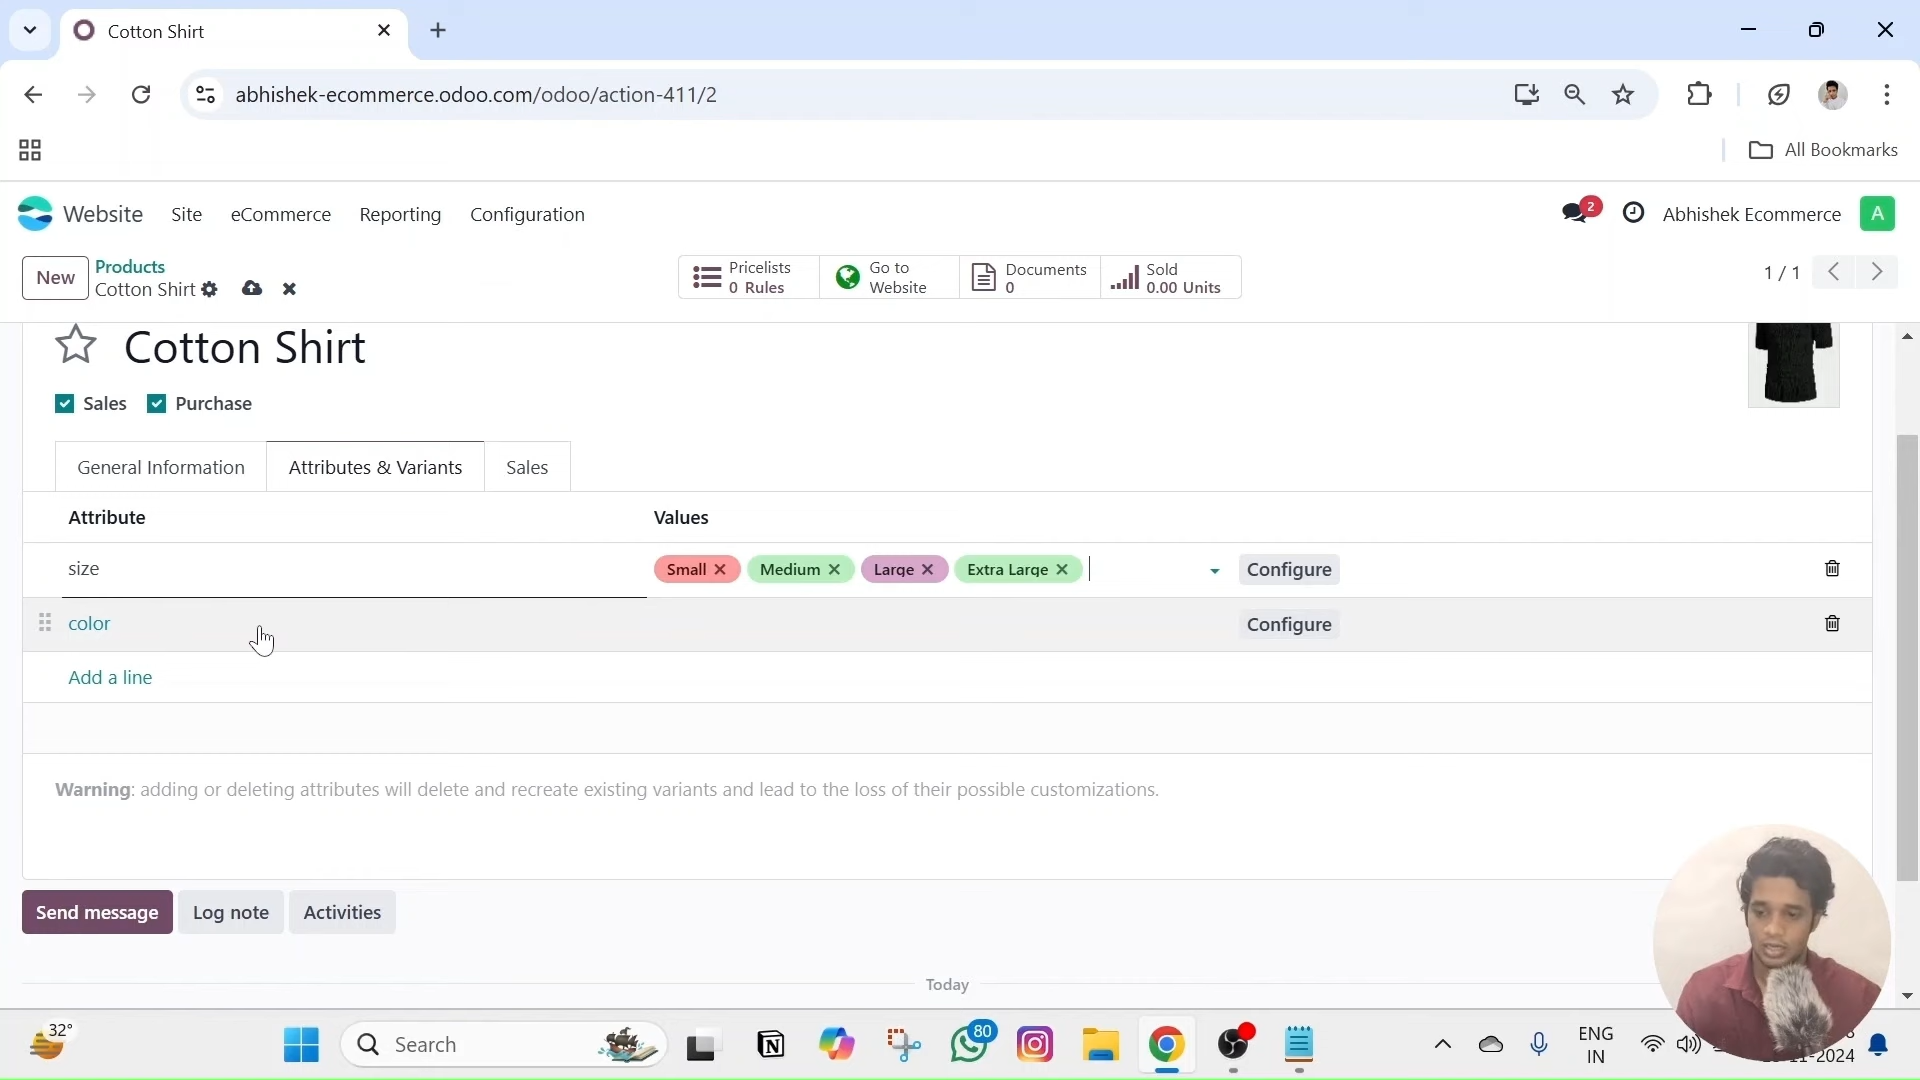 Cotton Shirt
abhishek-ecommerce.odoo.com/odoo/action-411/2
All Bookmarks
Website Site eCommerce Reporting Configuration
2
Abhishek Ecommerce A
New
Products
Cotton Shirt
Pricelists
0 Rules
Go to
Website
Documents
0
Sold
0.00 Units
1 / 1
Cotton Shirt
Sales Purchase
General Information Attributes & Variants Sales
Attribute Values
size Small Medium Large Extra Large Configure
color Configure
Add a line
Warning: adding or deleting attributes will delete and recreate existing variants and lead to the loss of their possible customizations.
Send message Log note Activities
Today
32°
Search
80
ENG
IN
11-2024